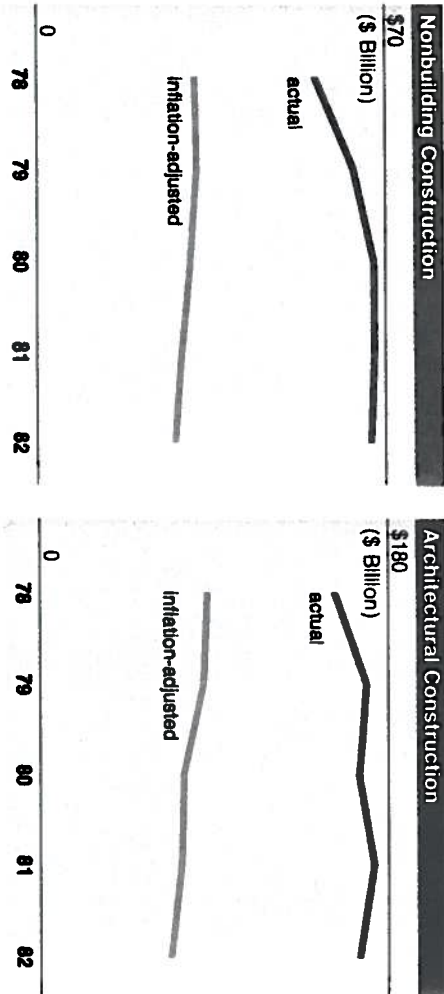 Nonbuilding Construction
$70
($ Billion)
actual
inflation-adjusted
0
78 79 80 81 82
Architectural Construction
$180
($ Billion)
actual
inflation-adjusted
0
78 79 80 81 82